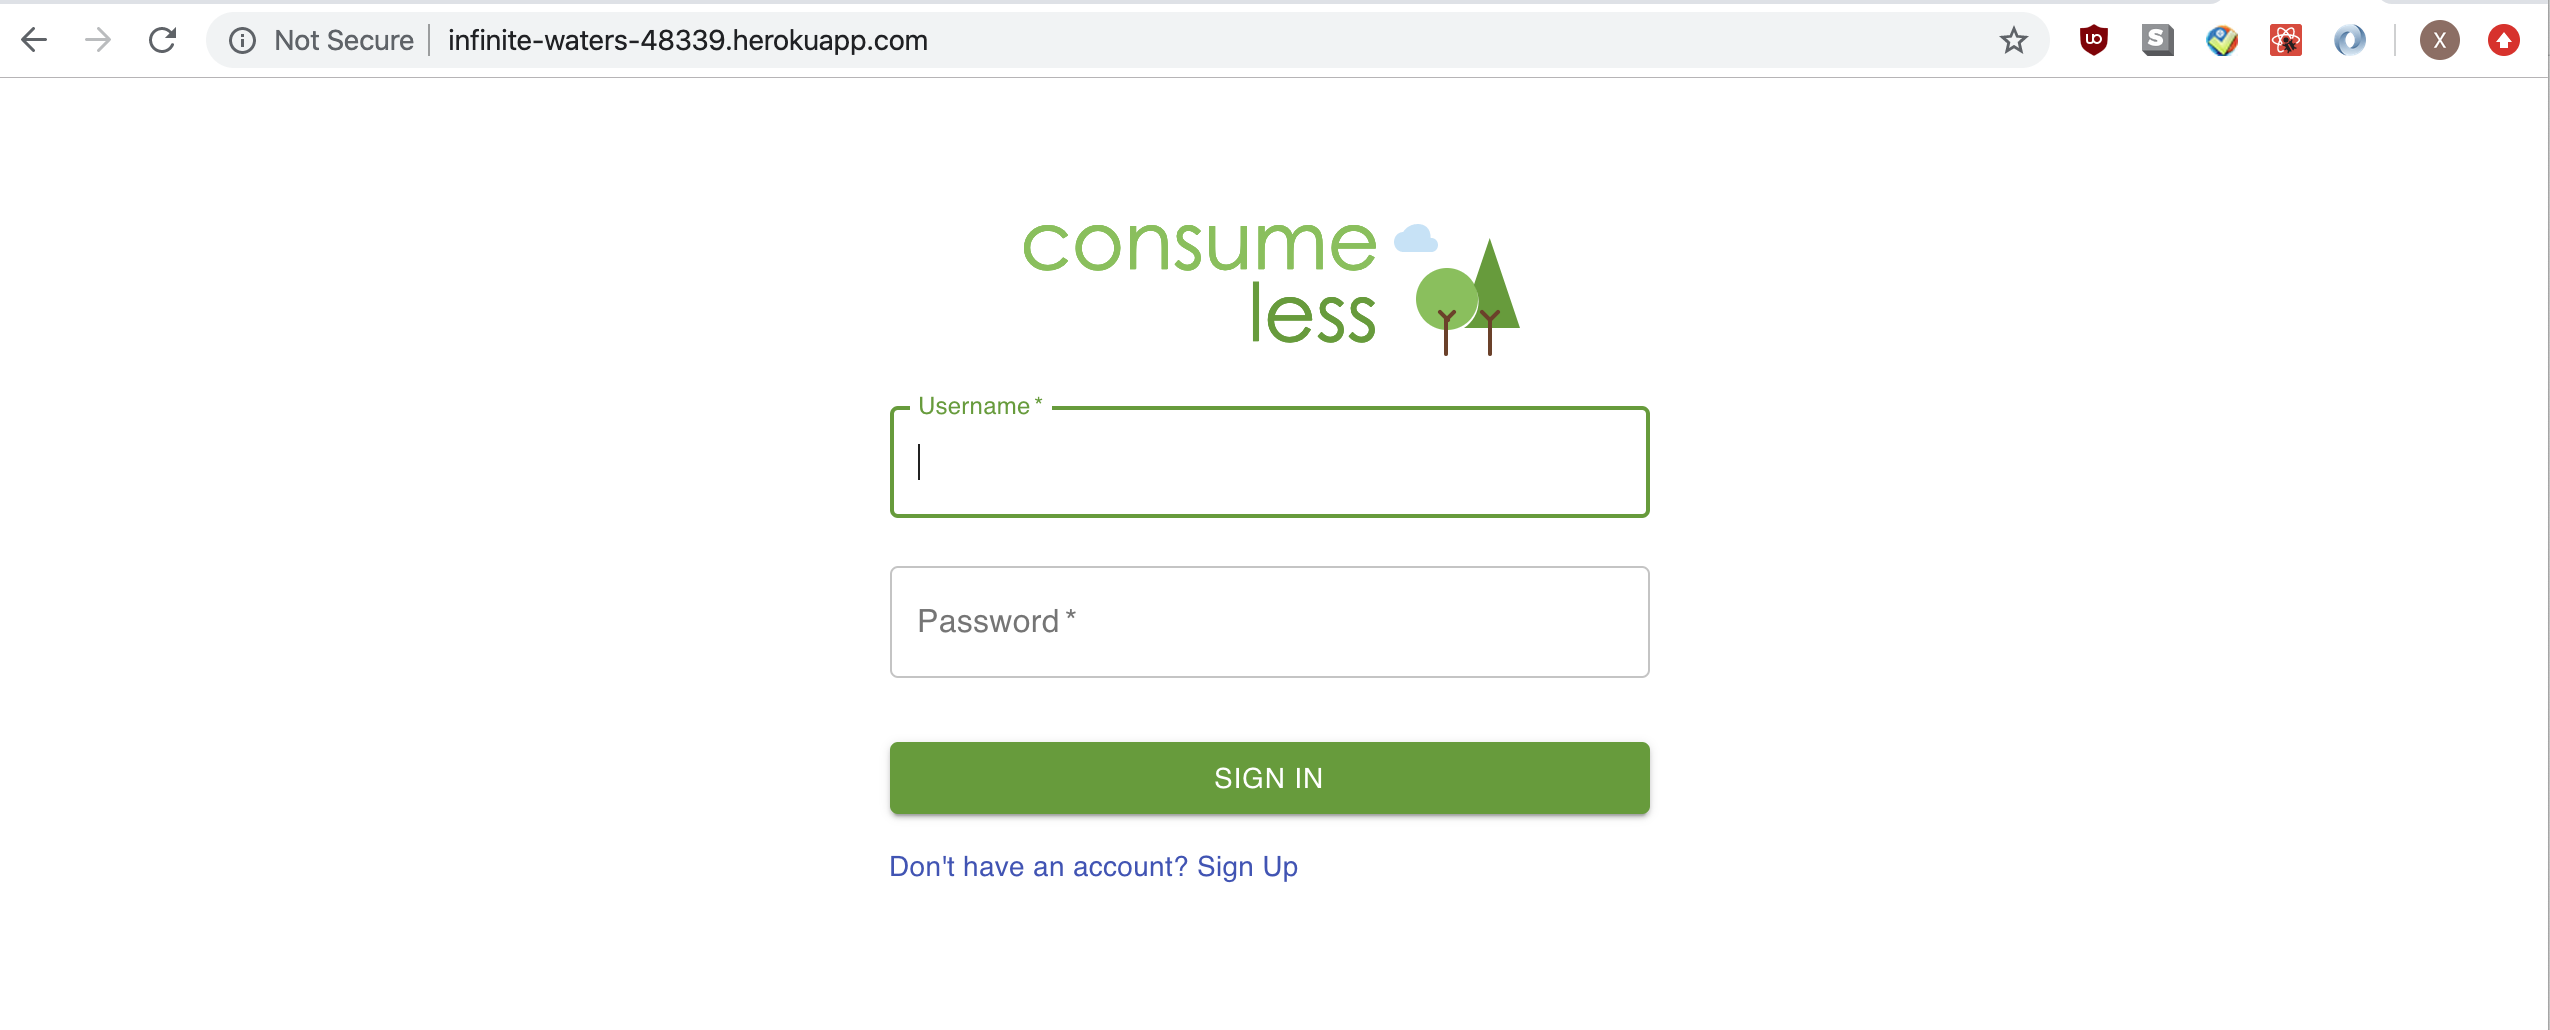 Not Secure infinite-waters-48339.herokuapp.com
UO
S
X
consume
less
Username *
Password *
SIGN IN
Don't have an account? Sign Up